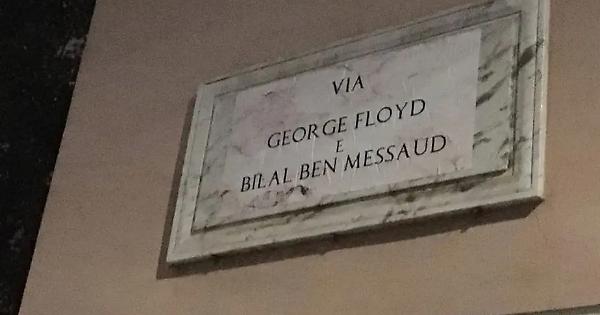 VIA
GEORGE FLOYD
E
BILAL BEN MESSAUD